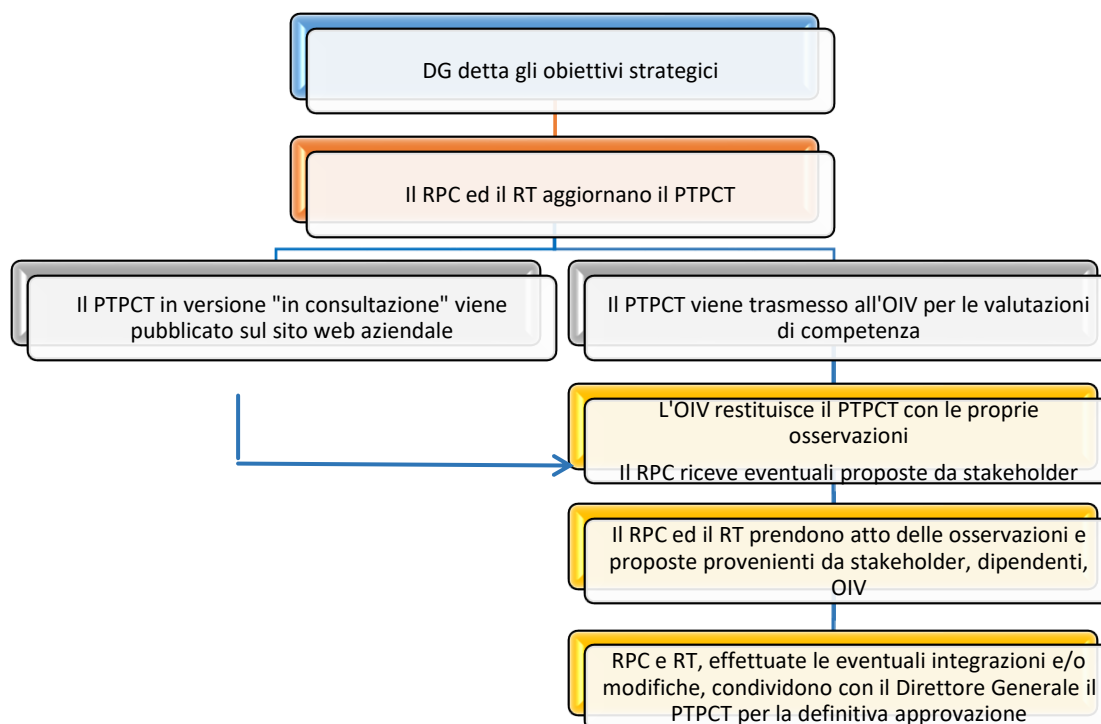 DG detta gli obiettivi strategici
Il RPC ed il RT aggiornano il PTPCT
Il PTPCT in versione "in consultazione" viene
pubblicato sul sito web aziendale
Il PTPCT viene trasmesso all'OIV per le valutazioni
di competenza
L'OIV restituisce il PTPCT con le proprie
osservazioni
Il RPC riceve eventuali proposte da stakeholder
Il RPC ed il RT prendono atto delle osservazioni e
proposte provenienti da stakeholder, dipendenti,
OIV
RPC e RT, effettuate le eventuali integrazioni e/o
modifiche, condividono con il Direttore Generale il
PTPCT per la definitiva approvazione